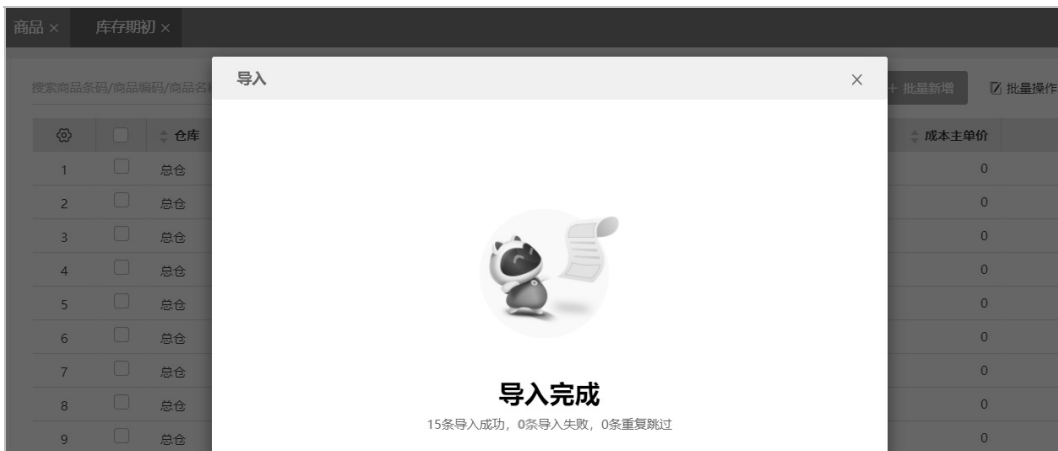 商品 × 库存期初 ×
搜索商品条码/商品编码/商品名称
导入 ×
+ 批量新增 批量操作
仓库 成本主单价
1 总仓 0
2 总仓 0
3 总仓 0
4 总仓 0
5 总仓 0
6 总仓 0
7 总仓 0
8 总仓 0
9 总仓 0
导入完成
15条导入成功，0条导入失败，0条重复跳过